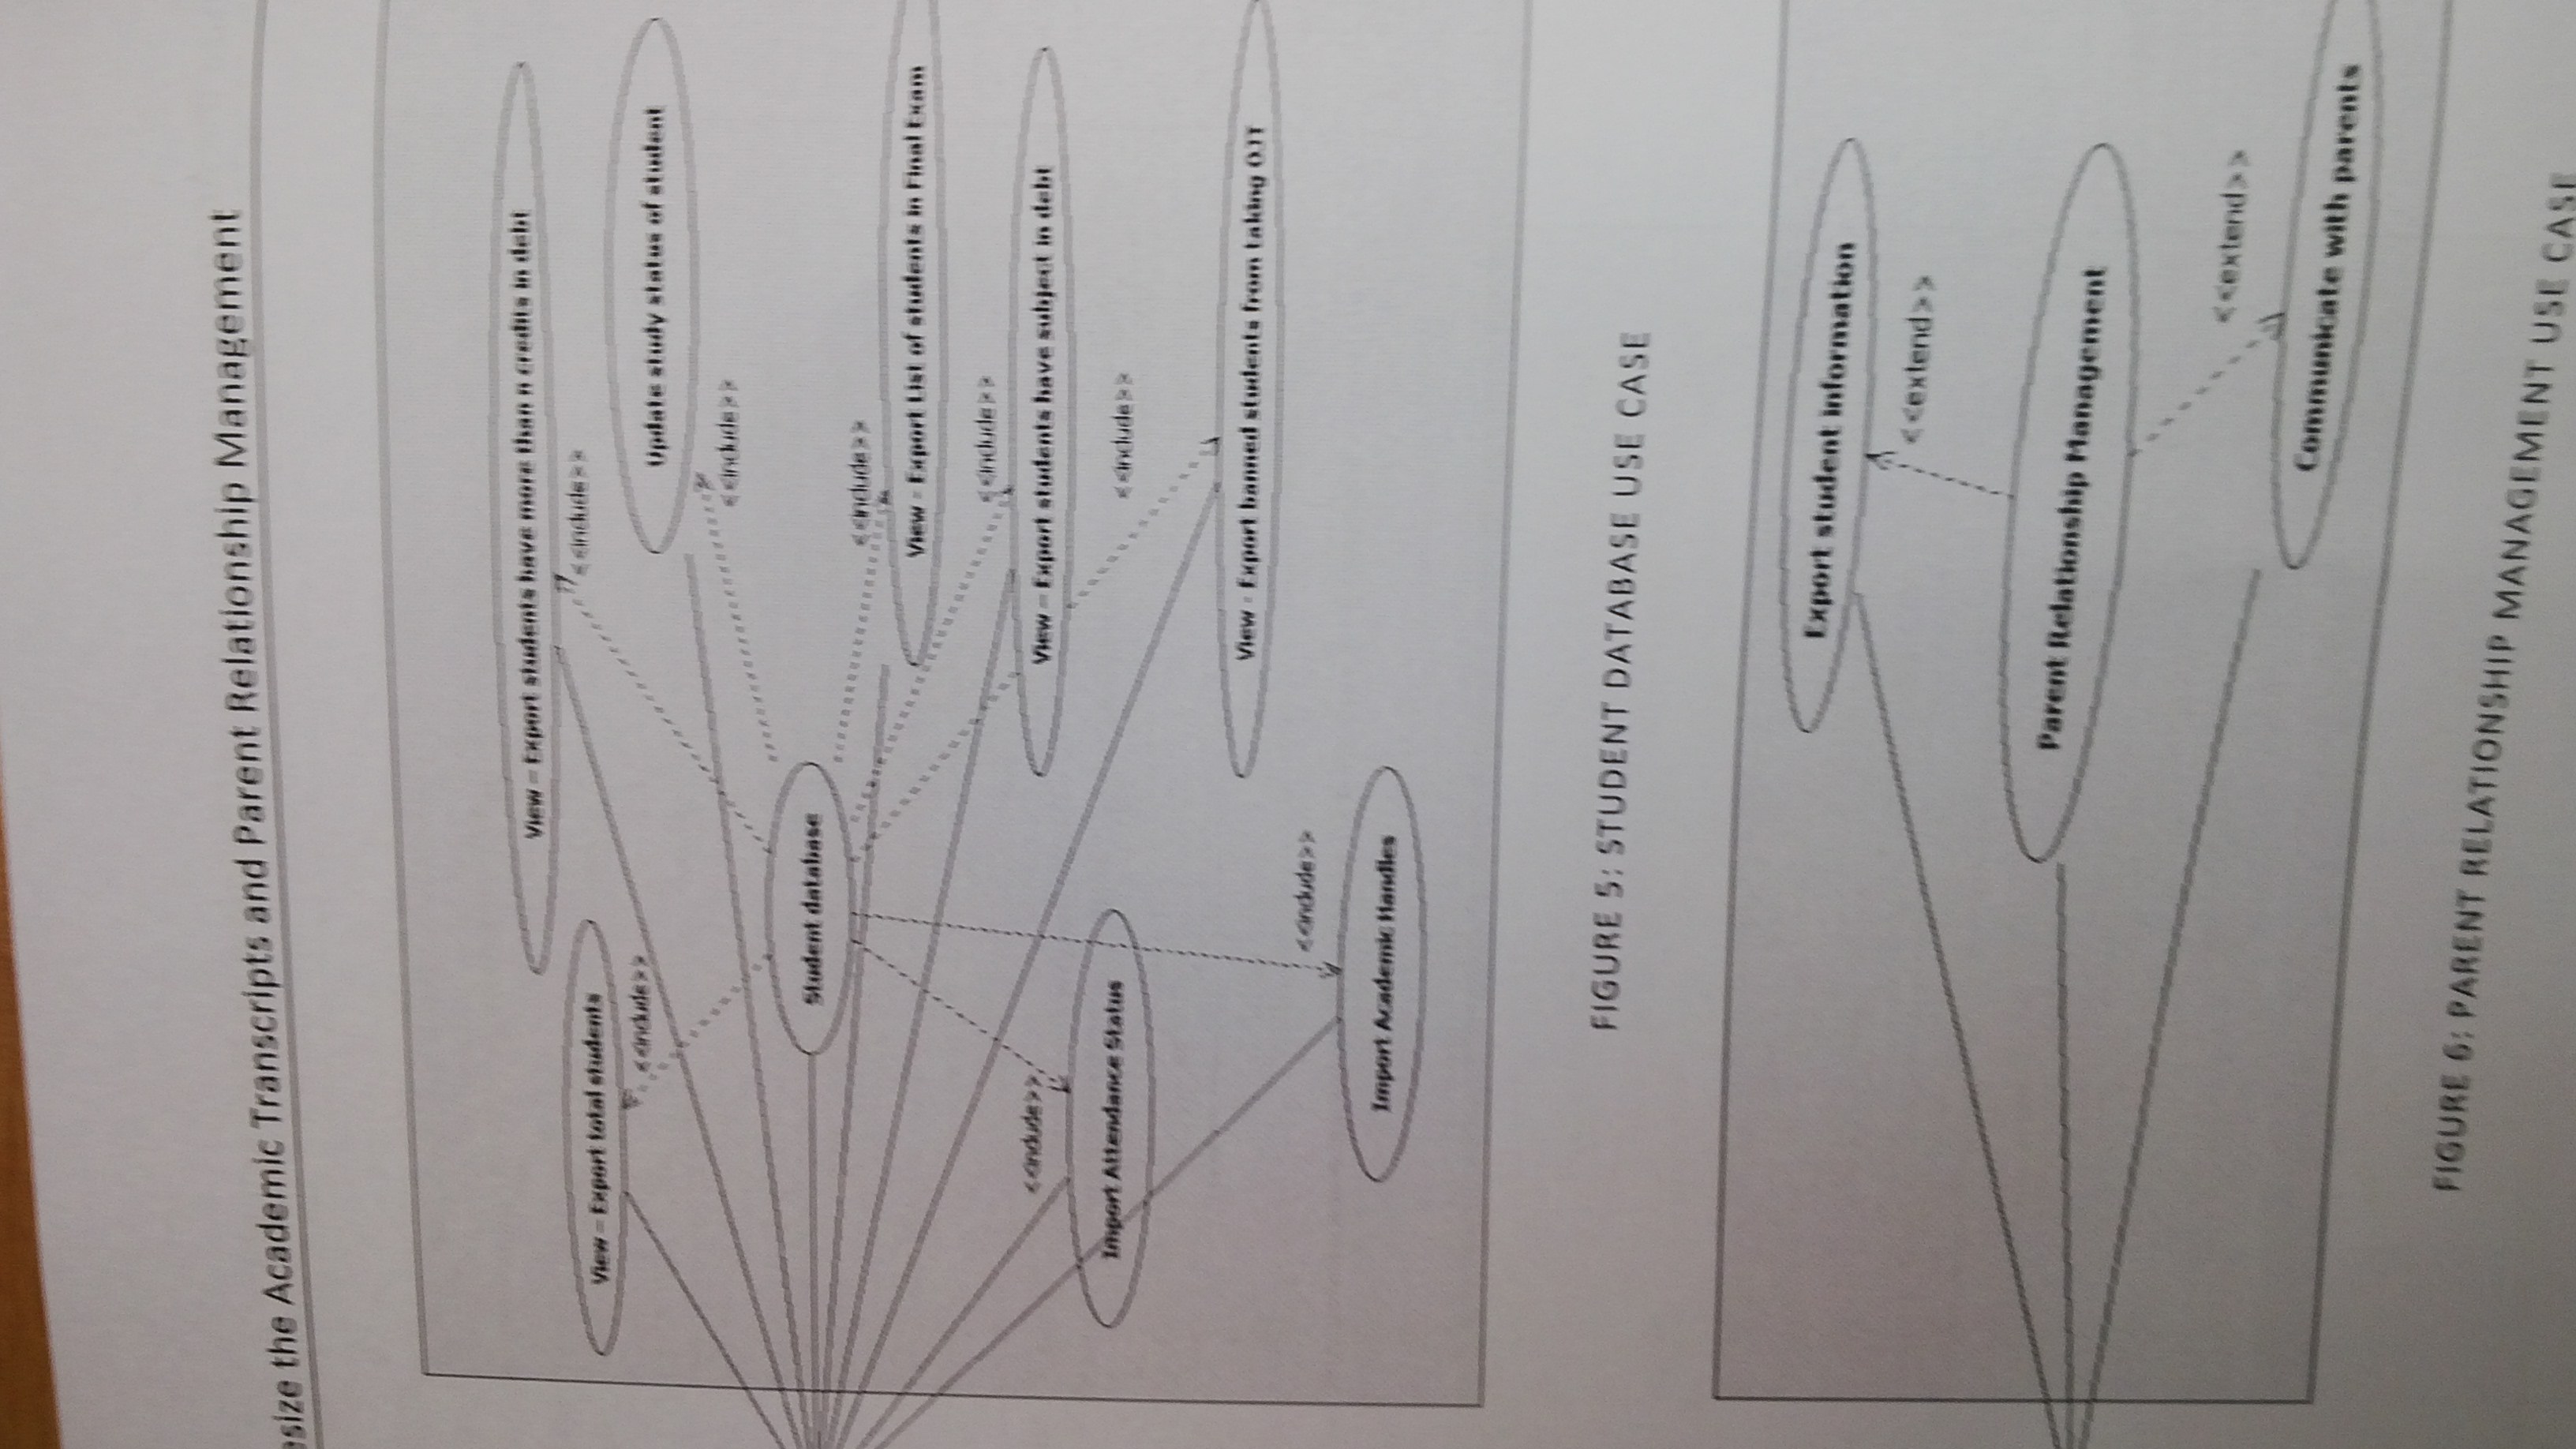 esize the Academic Transcripts and Parent Relationship Management
View – Export students have more than n credits in debt
<<include>>
View – Export total students
<<include>>
Update study status of student
<<include>>
Student database
<<include>>
View - Export List of students in Final Exam
<<include>>
<<include>>
View – Export students have subject in debt
Import Attendance Status
<<include>>
View - Export banned students from taking OJT
<<include>>
Import Academic Handles
FIGURE 5: STUDENT DATABASE USE CASE
Export student information
<<extend>>
Parent Relationship Management
<<extend>>
Communicate with parents
FIGURE 6: PARENT RELATIONSHIP MANAGEMENT USE CASE